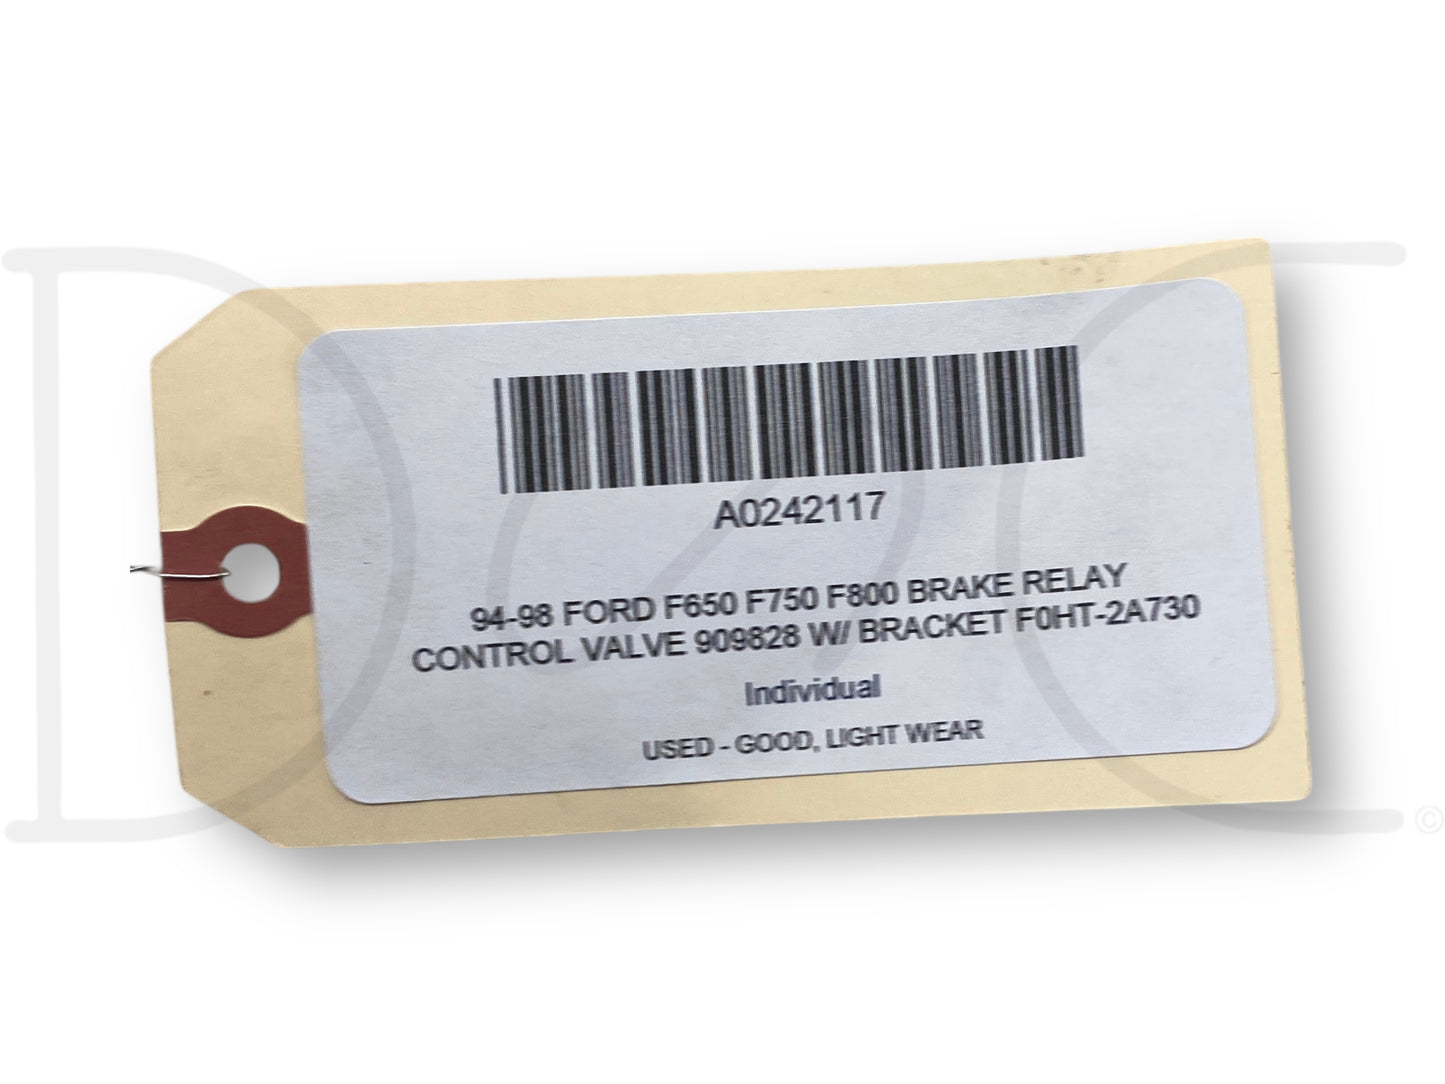 A0242117
94-98 FORD F650 F750 F800 BRAKE RELAY
CONTROL VALVE 909828 W/ BRACKET F0HT-2A730
Individual
USED - GOOD, LIGHT WEAR
©